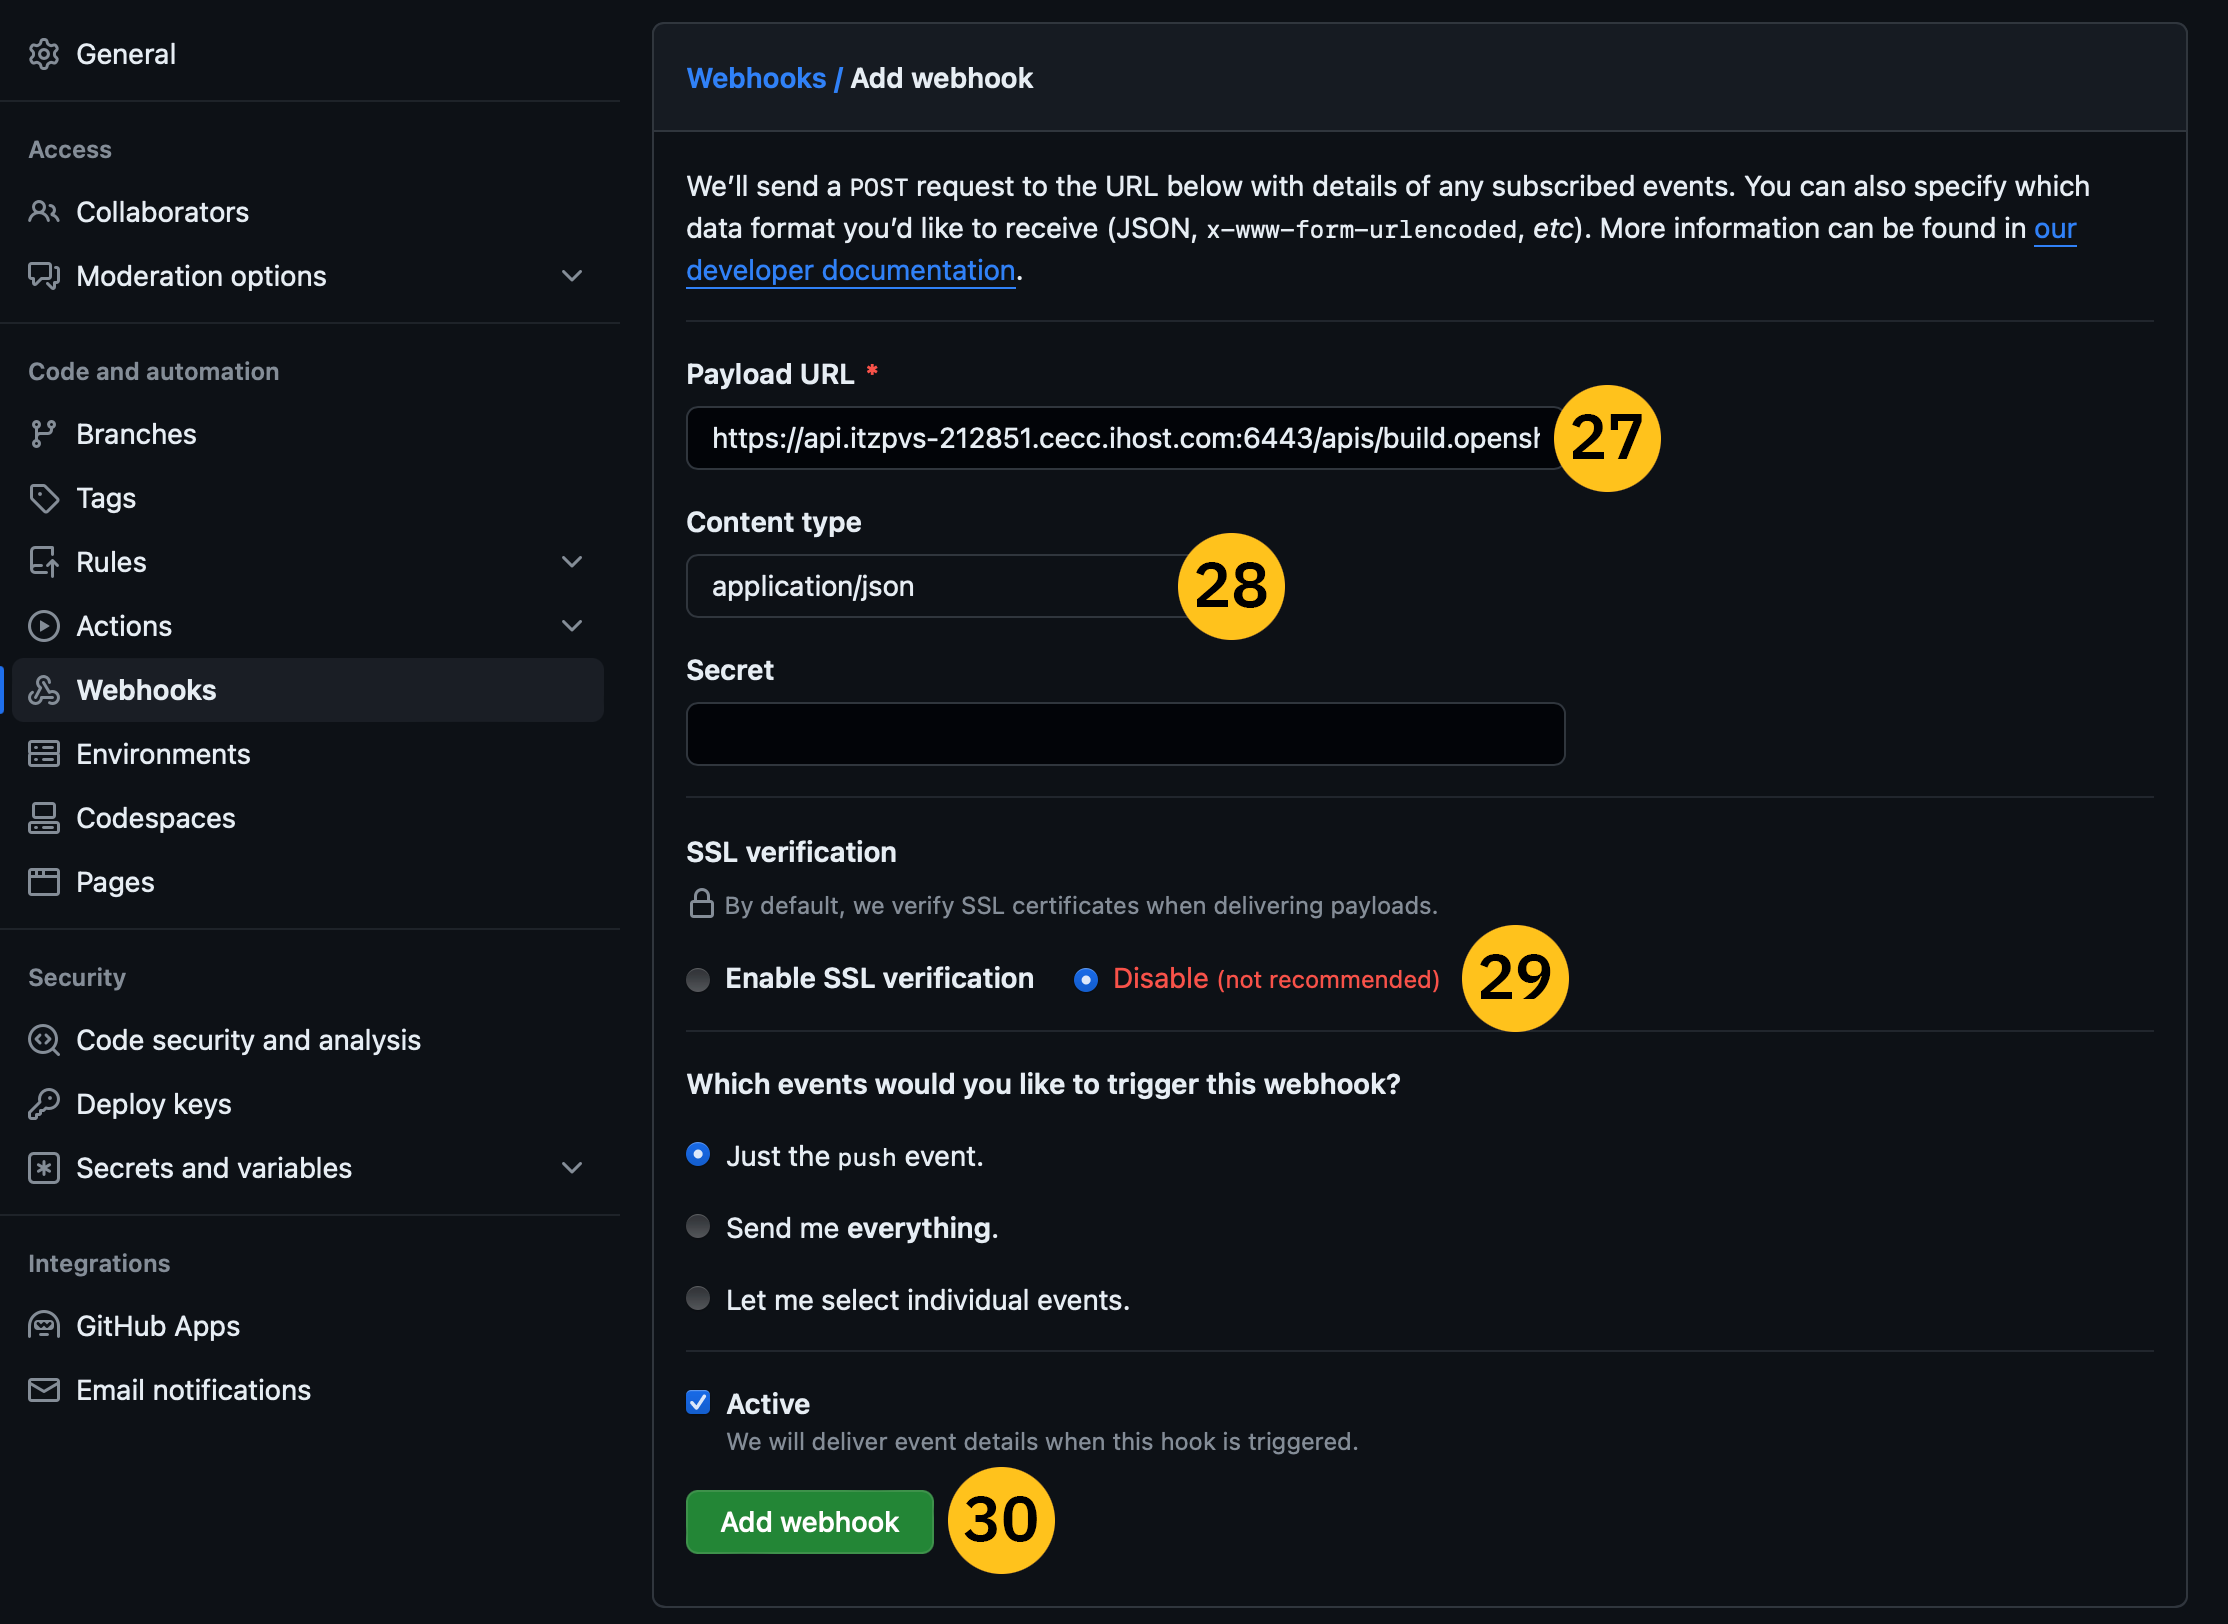 General
Access
Collaborators
Moderation options
Code and automation
Branches
Tags
Rules
Actions
Webhooks
Environments
Codespaces
Pages
Security
Code security and analysis
Deploy keys
Secrets and variables
Integrations
GitHub Apps
Email notifications
Webhooks / Add webhook
We’ll send a POST request to the URL below with details of any subscribed events. You can also specify which
data format you’d like to receive (JSON, x-www-form-urlencoded, etc). More information can be found in our
developer documentation.
Payload URL *
https://api.itzpvs-212851.cecc.ihost.com:6443/apis/build.opensh
27
Content type
application/json
28
Secret
SSL verification
By default, we verify SSL certificates when delivering payloads.
Enable SSL verification Disable (not recommended) 29
Which events would you like to trigger this webhook?
Just the push event.
Send me everything.
Let me select individual events.
Active
We will deliver event details when this hook is triggered.
Add webhook 30